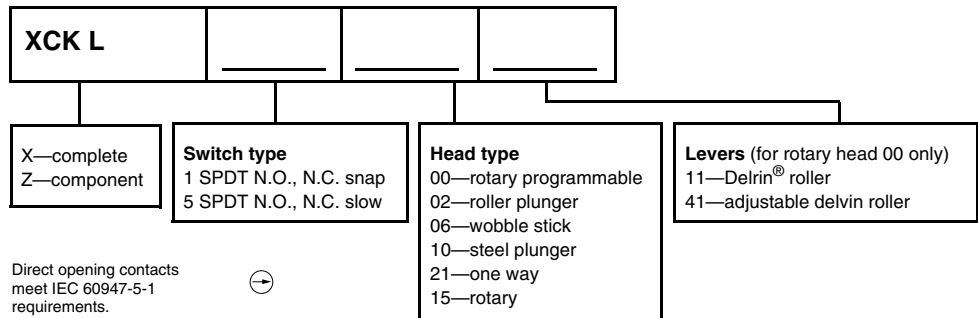 XCK L
X—complete
Z—component
Switch type
1 SPDT N.O., N.C. snap
5 SPDT N.O., N.C. slow
Head type
00—rotary programmable
02—roller plunger
06—wobble stick
10—steel plunger
21—one way
15—rotary
Levers (for rotary head 00 only)
11—Delrin® roller
41—adjustable delvin roller
Direct opening contacts
meet IEC 60947-5-1
requirements.